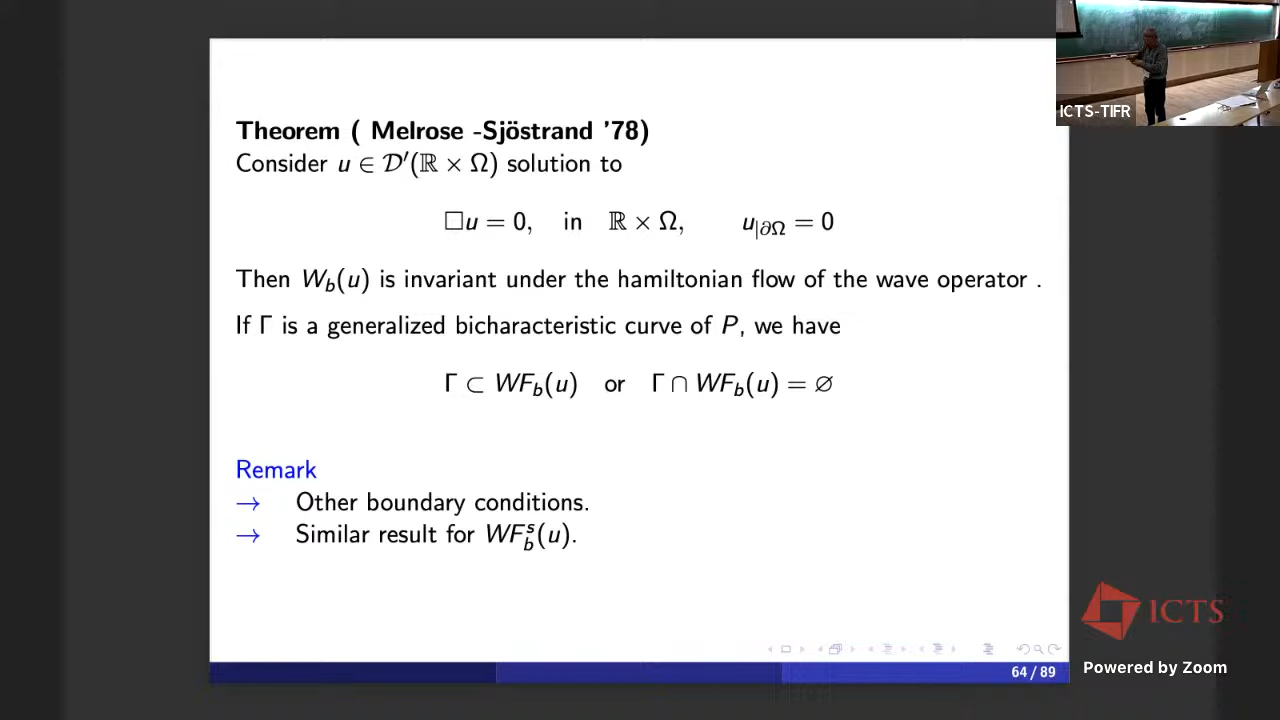 Theorem ( Melrose -Sjöstrand '78)
Consider u ∈ 𝒟′(ℝ × Ω) solution to
□u = 0, in ℝ × Ω, u|∂Ω = 0
Then W_b(u) is invariant under the hamiltonian flow of the wave operator .
If Γ is a generalized bicharacteristic curve of P, we have
Γ ⊂ WF_b(u) or Γ ∩ WF_b(u) = ∅
Remark
→ Other boundary conditions.
→ Similar result for WF_b^s(u).
64 / 89
ICTS-TIFR
ICTS
Powered by Zoom